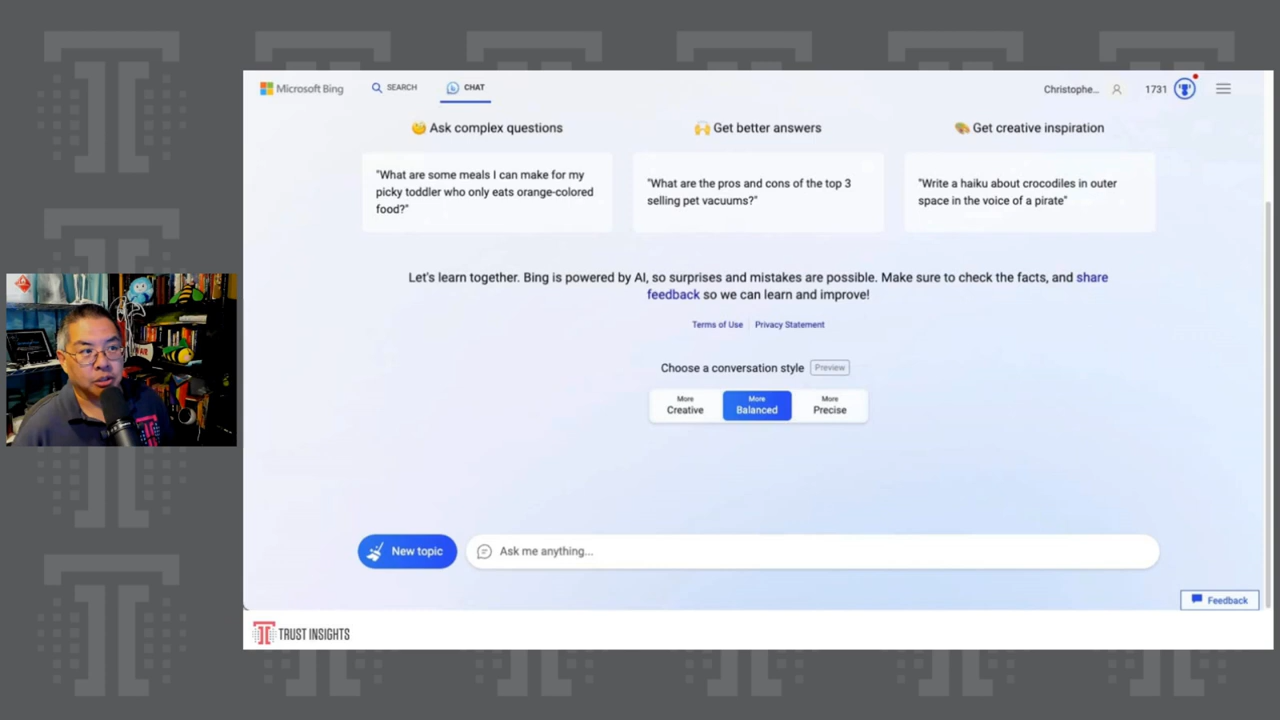 Microsoft Bing
SEARCH
CHAT
Christophe...
1731
Ask complex questions
Get better answers
Get creative inspiration
"What are some meals I can make for my
picky toddler who only eats orange-colored
food?"
"What are the pros and cons of the top 3
selling pet vacuums?"
"Write a haiku about crocodiles in outer
space in the voice of a pirate"
Let's learn together. Bing is powered by AI, so surprises and mistakes are possible. Make sure to check the facts, and share
feedback so we can learn and improve!
Terms of Use
Privacy Statement
Choose a conversation style
Preview
More
Creative
More
Balanced
More
Precise
New topic
Ask me anything...
Feedback
TRUST INSIGHTS